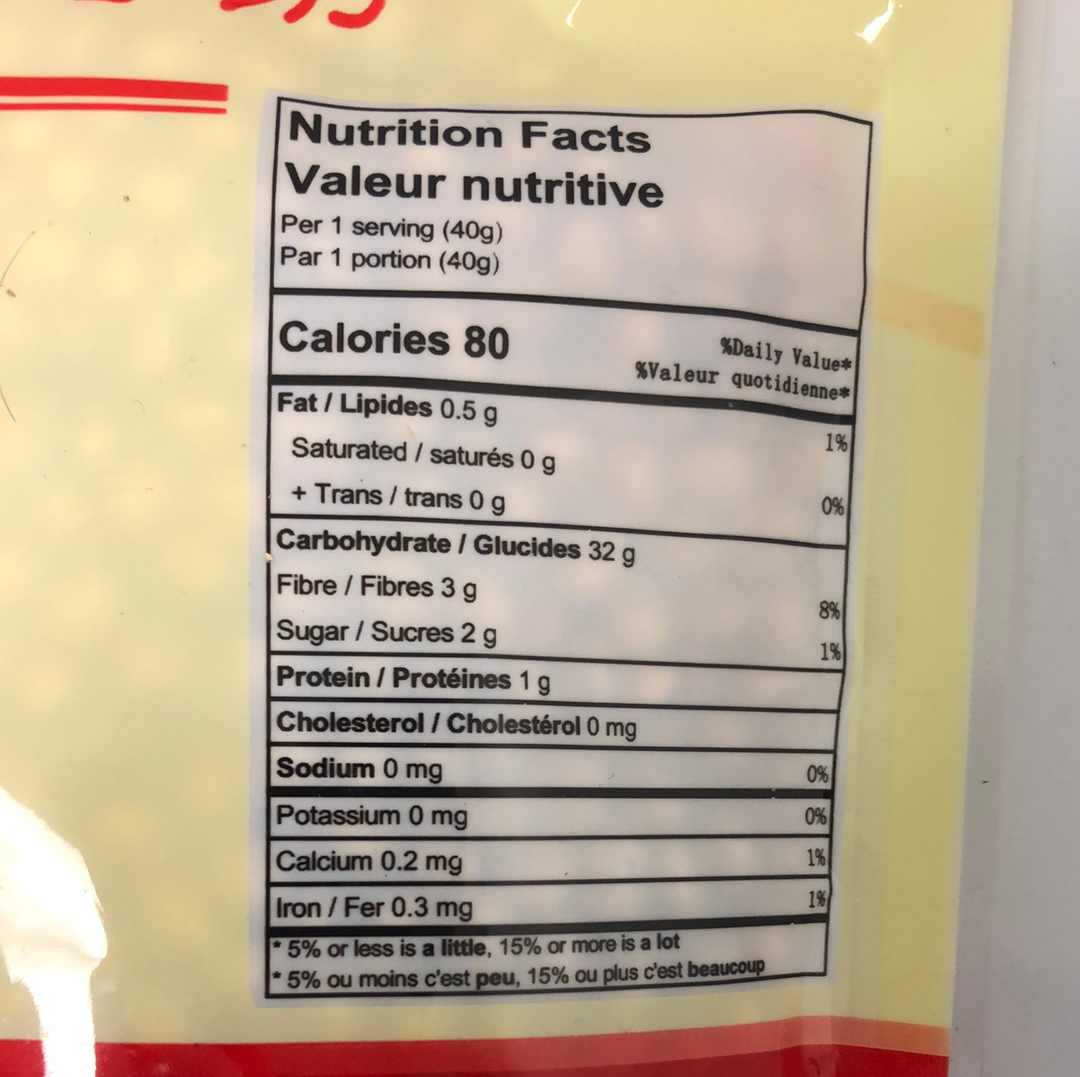 Nutrition Facts
Valeur nutritive
Per 1 serving (40g)
Par 1 portion (40g)
Calories 80
%Daily Value*
%Valeur quotidienne*
Fat / Lipides 0.5 g 1%
Saturated / saturés 0 g
+ Trans / trans 0 g 0%
Carbohydrate / Glucides 32 g
Fibre / Fibres 3 g 8%
Sugar / Sucres 2 g 1%
Protein / Protéines 1 g
Cholesterol / Cholestérol 0 mg
Sodium 0 mg 0%
Potassium 0 mg 0%
Calcium 0.2 mg 1%
Iron / Fer 0.3 mg 1%
* 5% or less is a little, 15% or more is a lot
* 5% ou moins c'est peu, 15% ou plus c'est beaucoup